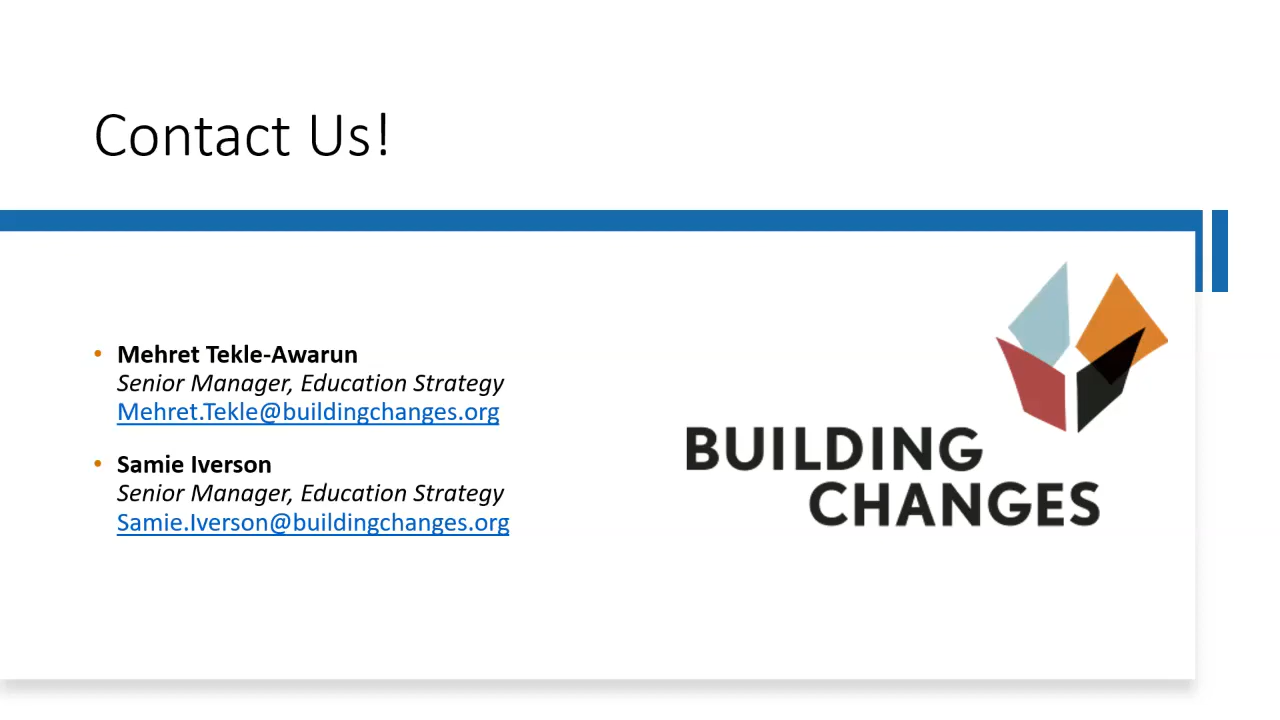 Contact Us!
• Mehret Tekle-Awarun
Senior Manager, Education Strategy
Mehret.Tekle@buildingchanges.org
• Samie Iverson
Senior Manager, Education Strategy
Samie.Iverson@buildingchanges.org
BUILDING
CHANGES